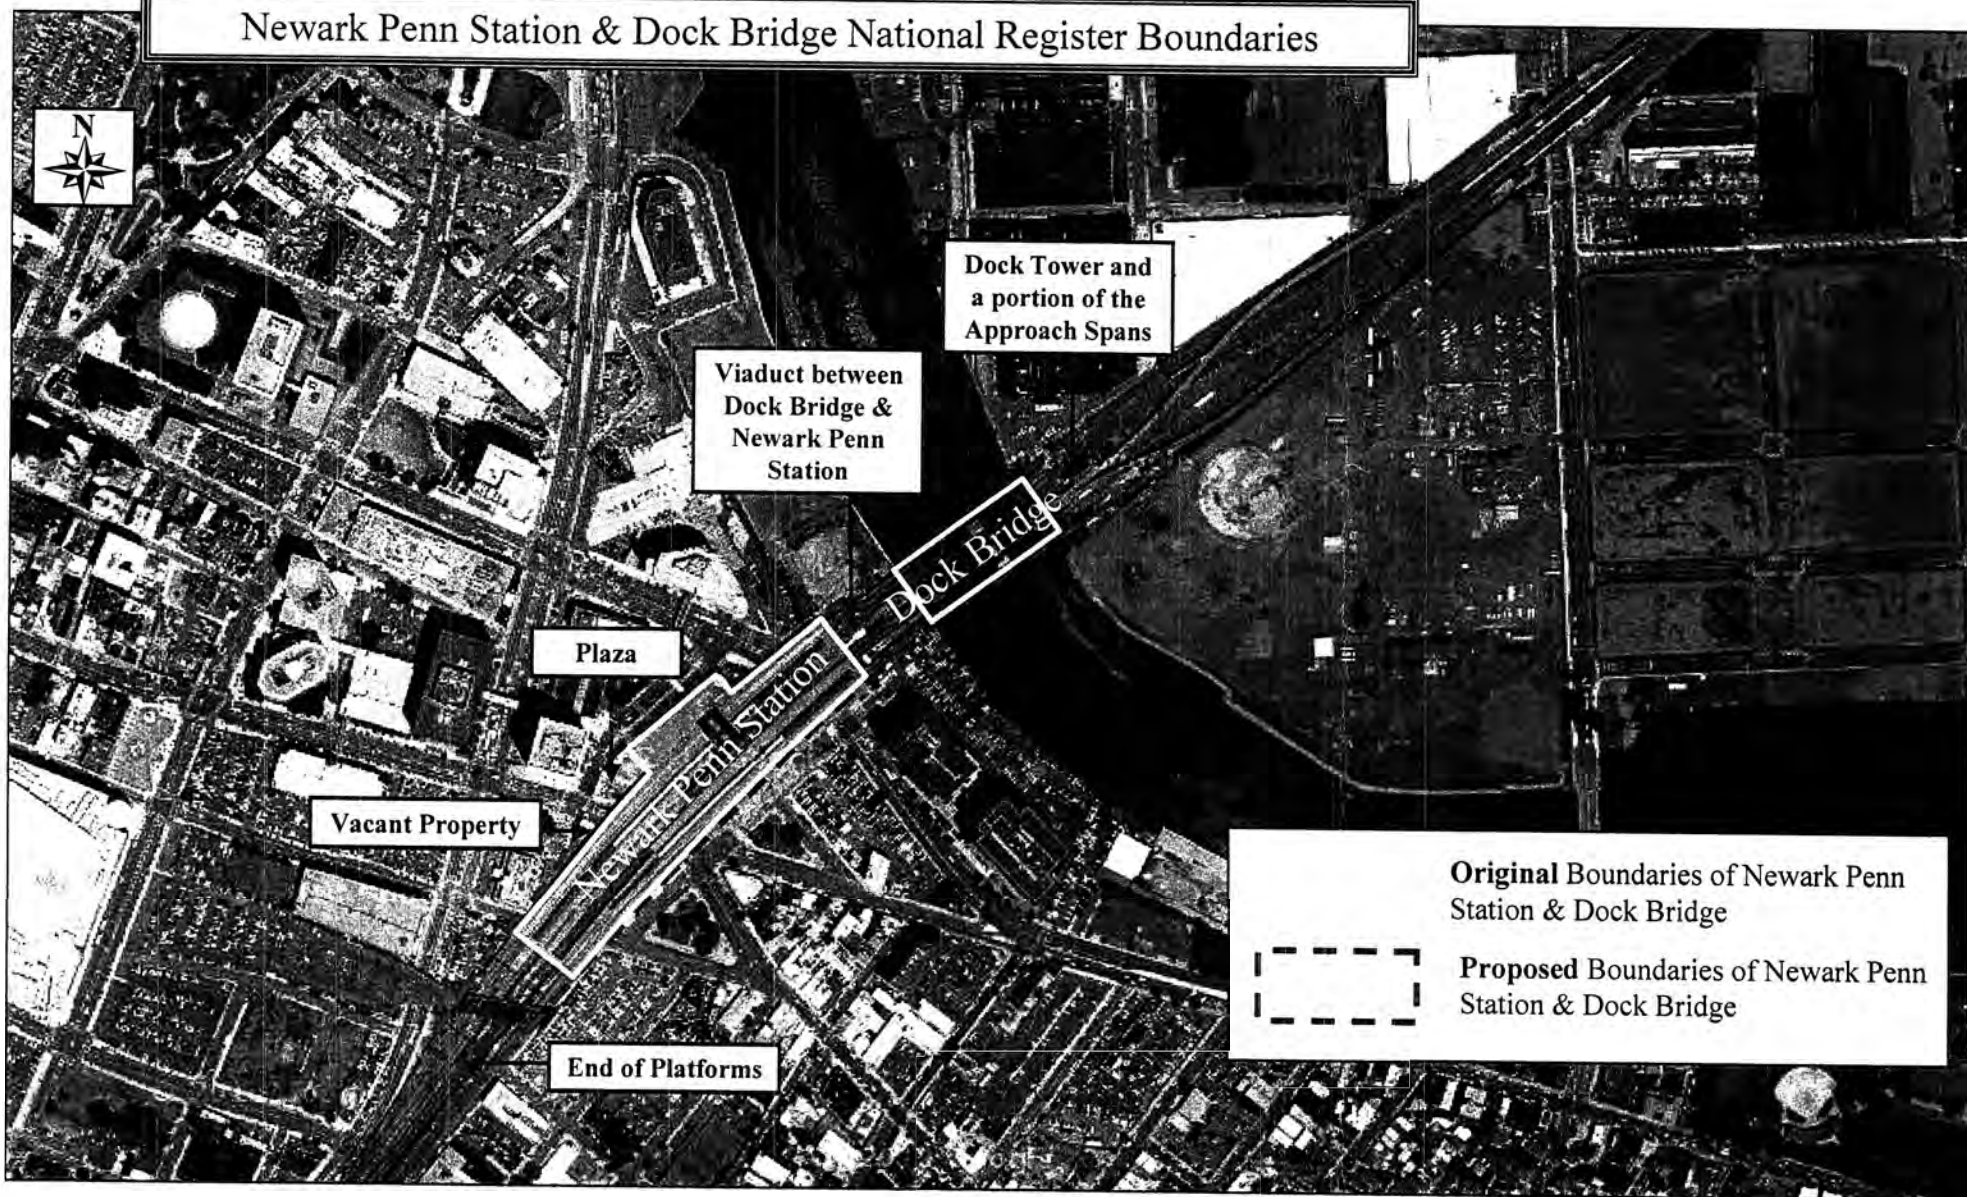 Newark Penn Station & Dock Bridge National Register Boundaries
N
Dock Tower and
a portion of the
Approach Spans
Viaduct between
Dock Bridge &
Newark Penn
Station
Dock Bridge
Plaza
Newark Penn Station
Vacant Property
End of Platforms
Original Boundaries of Newark Penn
Station & Dock Bridge
Proposed Boundaries of Newark Penn
Station & Dock Bridge